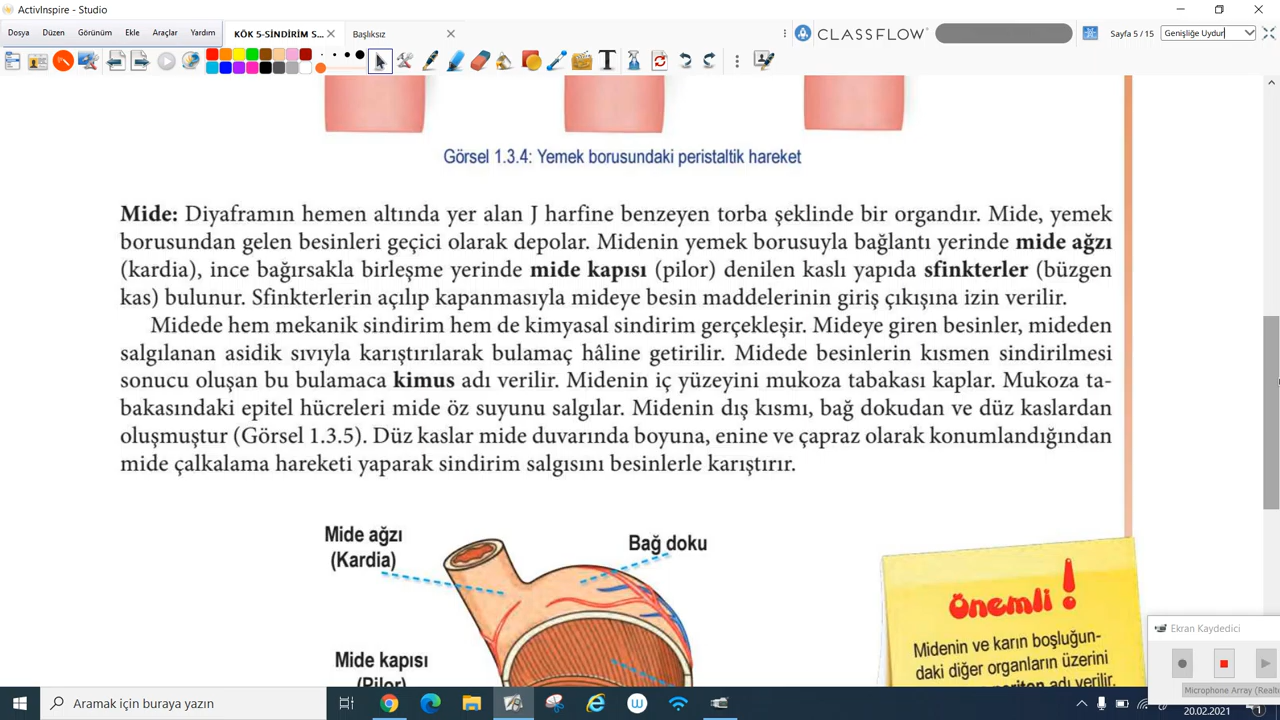 ActivInspire - Studio
Dosya Düzen Görünüm Ekle Araçlar Yardım
KÖK 5-SİNDİRİM S...
Başlıksız
CLASSFLOW
Sayfa 5 / 15
Genişliğe Uydur
Görsel 1.3.4: Yemek borusundaki peristaltik hareket
Mide: Diyaframın hemen altında yer alan J harfine benzeyen torba şeklinde bir organdır. Mide, yemek
borusundan gelen besinleri geçici olarak depolar. Midenin yemek borusuyla bağlantı yerinde mide ağzı
(kardia), ince bağırsakla birleşme yerinde mide kapısı (pilor) denilen kaslı yapıda sfinkterler (büzgen
kas) bulunur. Sfinkterlerin açılıp kapanmasıyla mideye besin maddelerinin giriş çıkışına izin verilir.
Midede hem mekanik sindirim hem de kimyasal sindirim gerçekleşir. Mideye giren besinler, mideden
salgılanan asidik sıvıyla karıştırılarak bulamaç hâline getirilir. Midede besinlerin kısmen sindirilmesi
sonucu oluşan bu bulamaca kimus adı verilir. Midenin iç yüzeyini mukoza tabakası kaplar. Mukoza ta-
bakasındaki epitel hücreleri mide öz suyunu salgılar. Midenin dış kısmı, bağ dokudan ve düz kaslardan
oluşmuştur (Görsel 1.3.5). Düz kaslar mide duvarında boyuna, enine ve çapraz olarak konumlandığından
mide çalkalama hareketi yaparak sindirim salgısını besinlerle karıştırır.
Mide ağzı
(Kardia)
Bağ doku
Mide kapısı
(Pilor)
Önemli !
Midenin ve karın boşluğun-
daki diğer organların üzerini
adı verilir.
Ekran Kaydedici
Microphone Array (Realte
Aramak için buraya yazın
20.02.2021
1